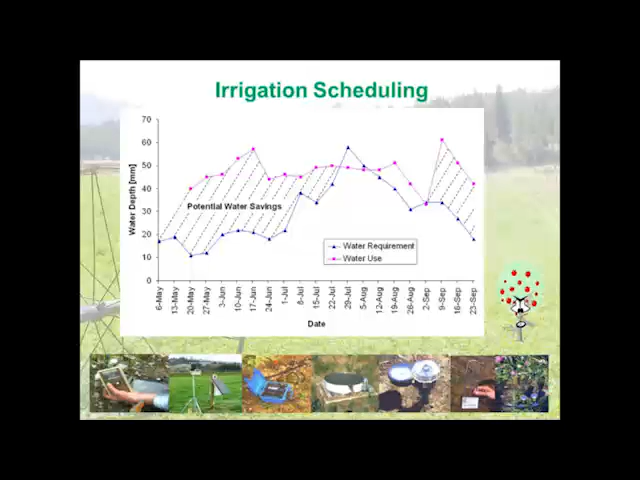 Irrigation Scheduling
70
60
50
40
30
20
10
0
Water Depth [mm]
Potential Water Savings
Water Requirement
Water Use
6-May
13-May
20-May
27-May
3-Jun
10-Jun
17-Jun
24-Jun
1-Jul
8-Jul
15-Jul
22-Jul
29-Jul
5-Aug
12-Aug
19-Aug
26-Aug
2-Sep
9-Sep
16-Sep
23-Sep
Date